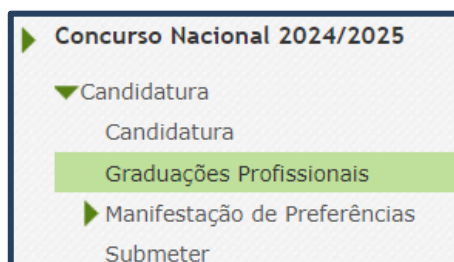 Concurso Nacional 2024/2025
Candidatura
Candidatura
Graduações Profissionais
Manifestação de Preferências
Submeter